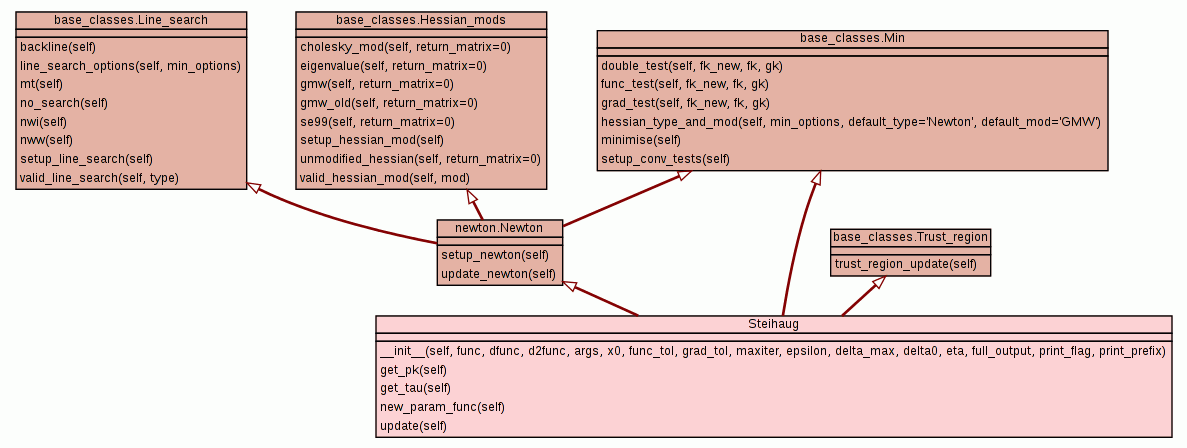 base_classes.Line_search
backline(self)
line_search_options(self, min_options)
mt(self)
no_search(self)
nwi(self)
nww(self)
setup_line_search(self)
valid_line_search(self, type)
base_classes.Hessian_mods
cholesky_mod(self, return_matrix=0)
eigenvalue(self, return_matrix=0)
gmw(self, return_matrix=0)
gmw_old(self, return_matrix=0)
se99(self, return_matrix=0)
setup_hessian_mod(self)
unmodified_hessian(self, return_matrix=0)
valid_hessian_mod(self, mod)
base_classes.Min
double_test(self, fk_new, fk, gk)
func_test(self, fk_new, fk, gk)
grad_test(self, fk_new, fk, gk)
hessian_type_and_mod(self, min_options, default_type='Newton', default_mod='GMW')
minimise(self)
setup_conv_tests(self)
newton.Newton
setup_newton(self)
update_newton(self)
base_classes.Trust_region
trust_region_update(self)
Steihaug
__init__(self, func, dfunc, d2func, args, x0, func_tol, grad_tol, maxiter, epsilon, delta_max, delta0, eta, full_output, print_flag, print_prefix)
get_pk(self)
get_tau(self)
new_param_func(self)
update(self)